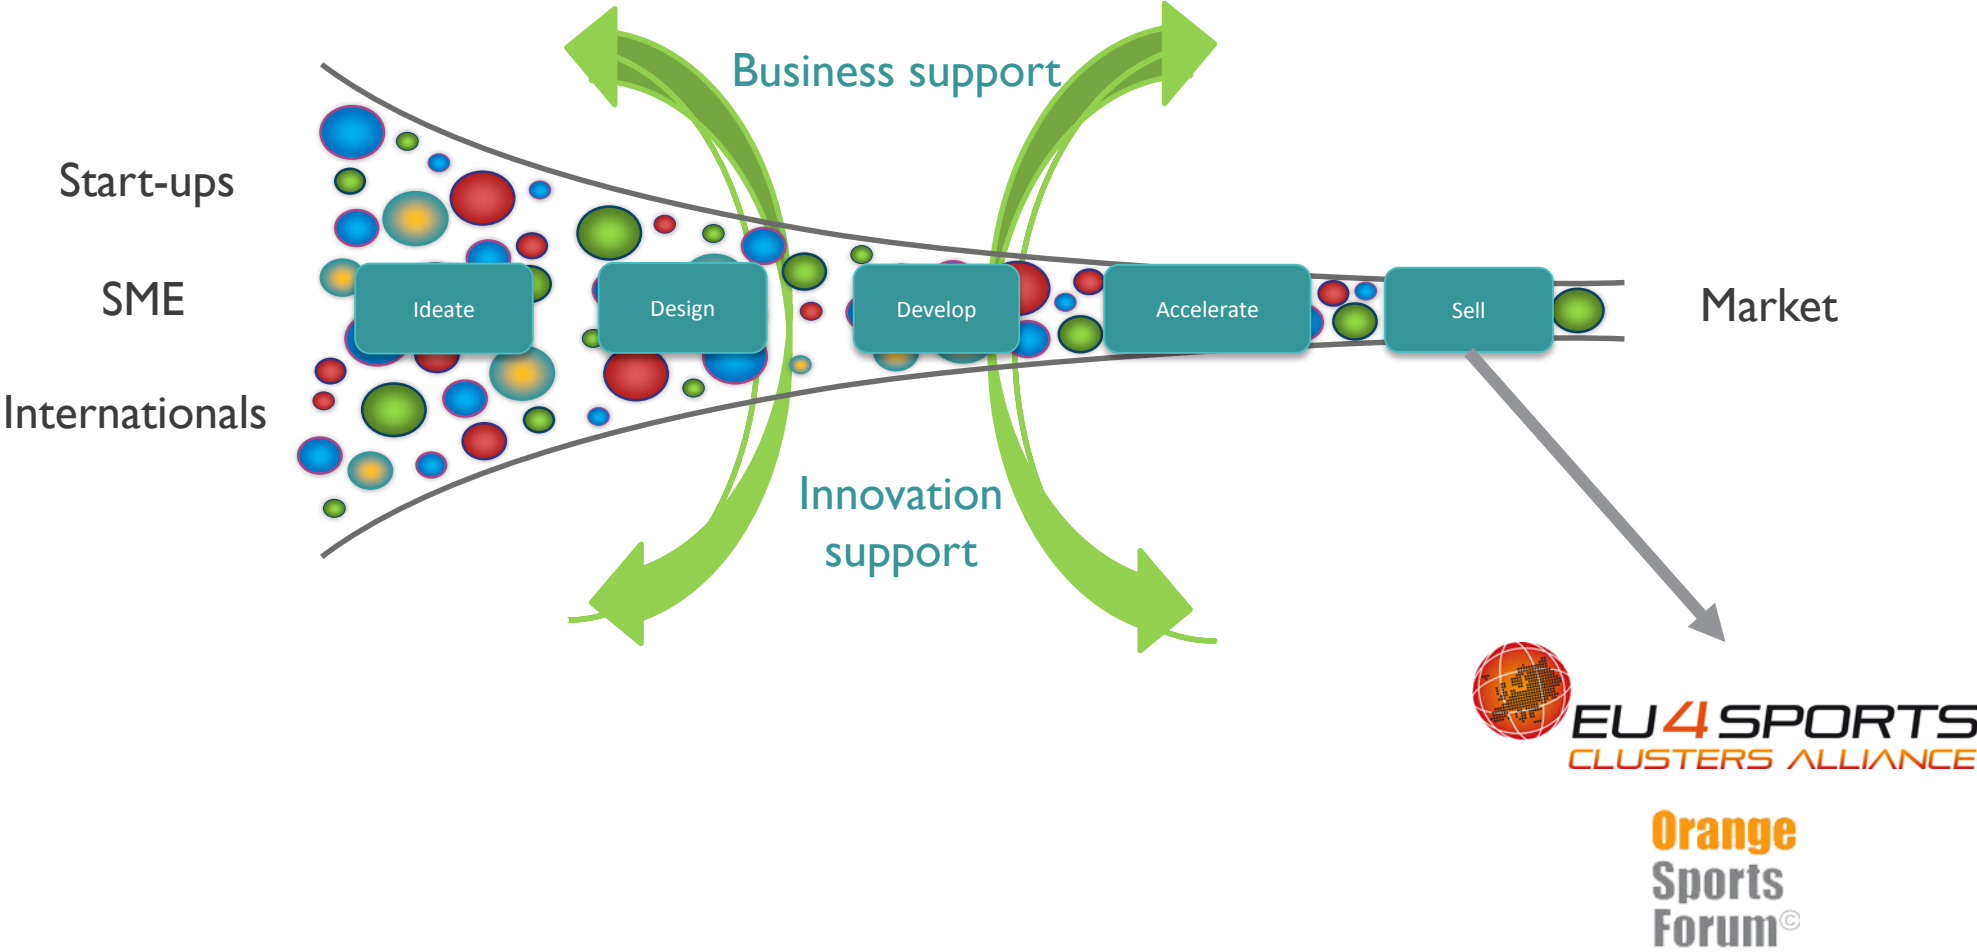 Business support
Start-ups
SME
Internationals
Ideate
Design
Develop
Accelerate
Sell
Market
Innovation
support
EU4SPORTS
CLUSTERS ALLIANCE
Orange
Sports
Forum©